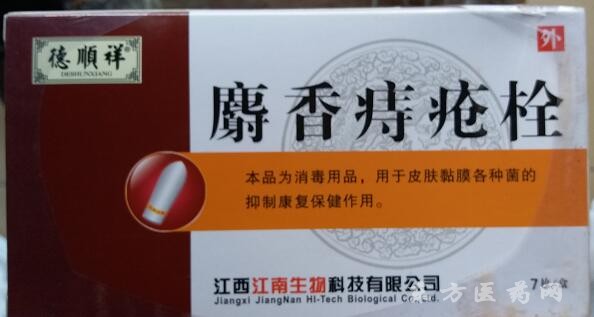 德順祥®
DESHUNXIANG
外
麝香痔疮栓
本品为消毒用品，用于皮肤黏膜各种菌的
抑制康复保健作用。
江西江南生物科技有限公司
Jiangxi JiangNan HI-Tech Biological Co.,Ltd.
方医药网